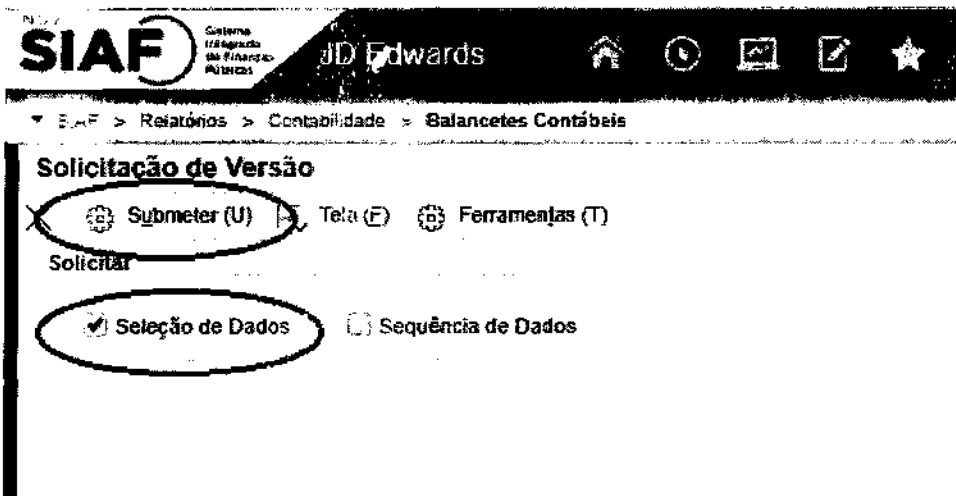 SIAF
Sistema
Integrado
de Finanças
Públicas
JD Edwards
SIAF > Relatórios > Contabilidade > Balancetes Contábeis
Solicitação de Versão
Submeter (U) Tela (F) Ferramentas (T)
Solicitar
Seleção de Dados Sequência de Dados